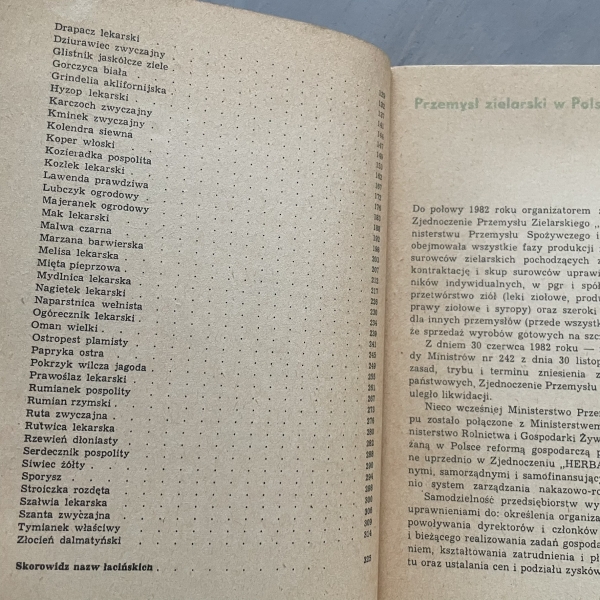 Drapacz lekarski
Dziurawiec zwyczajny
Glistnik jaskółcze ziele
Gorczyca biała
Grindelia aklifornijska
Hyzop lekarski
Karczoch zwyczajny
Kminek zwyczajny
Kolendra siewna
Koper włoski
Kozieradka pospolita
Kozłek lekarski
Lawenda prawdziwa
Lubczyk ogrodowy
Majeranek ogrodowy
Mak lekarski
Malwa czarna
Marzana barwierska
Melisa lekarska
Mięta pieprzowa
Mydlnica lekarska
Nagietek lekarski
Naparstnica wełnista
Ogórecznik lekarski
Oman wielki
Ostropest plamisty
Papryka ostra
Pokrzyk wilcza jagoda
Prawoślaz lekarski
Rumianek pospolity
Rumian rzymski
Ruta zwyczajna
Rutwica lekarska
Rzewień dłoniasty
Serdecznik pospolity
Siwiec żółty
Sporysz
Stroiczka rozdęta
Szałwia lekarska
Szanta zwyczajna
Tymianek właściwy 309
Złocień dalmatyński 314
Skorowidz nazw łacińskich 325
Przemysł zielarski w Pols
Do połowy 1982 roku organizatorem
Zjednoczenie Przemysłu Zielarskiego „
nisterstwu Przemysłu Spożywczego i
obejmowała wszystkie fazy produkcji
surowców zielarskich pochodzących z
kontraktację i skup surowców uprawi
ników indywidualnych, w pgr i spół
przetwórstwo ziół (leki ziołowe, produ
prawy ziołowe i syropy) oraz szeroki
dla innych przemysłów (przede wszystk
że sprzedaż wyrobów gotowych na szcz
Z dniem 30 czerwca 1982 roku —
dy Ministrów nr 242 z dnia 30 listop
zasad, trybu i terminu zniesienia z
państwowych, Zjednoczenie Przemysłu
uległo likwidacji.
Nieco wcześniej Ministerstwo Przem
pu zostało połączone z Ministerstwem
nisterstwo Rolnictwa i Gospodarki Żyw
żaną w Polsce reformą gospodarczą p
ne uprzednio w Zjednoczeniu „HERBA
nymi, samorządnymi i samofinansując
nio system zarządzania nakazowo-ro
Samodzielność przedsiębiorstw wy
uprawnieniami do: określenia organiza
powoływania dyrektorów i członków
i bieżącego realizowania zadań gospoda
niem, kształtowania zatrudnienia i pł
tu oraz ustalania cen i podziału zysków